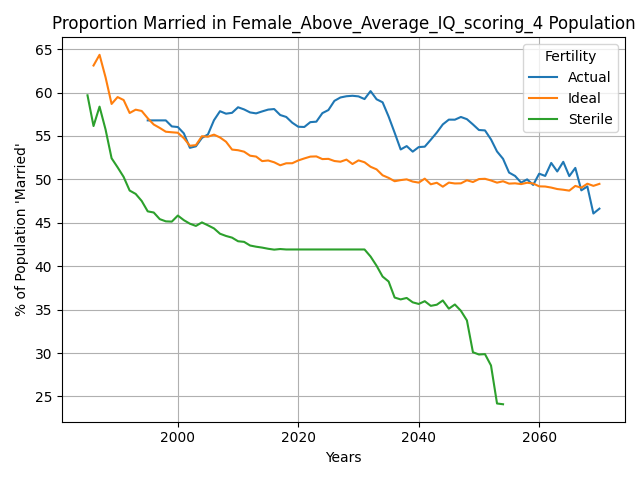 Proportion Married in Female_Above_Average_IQ_scoring_4 Population
% of Population 'Married'
65
60
55
50
45
40
35
30
25
Fertility
Actual
Ideal
Sterile
2000 2020 2040 2060
Years